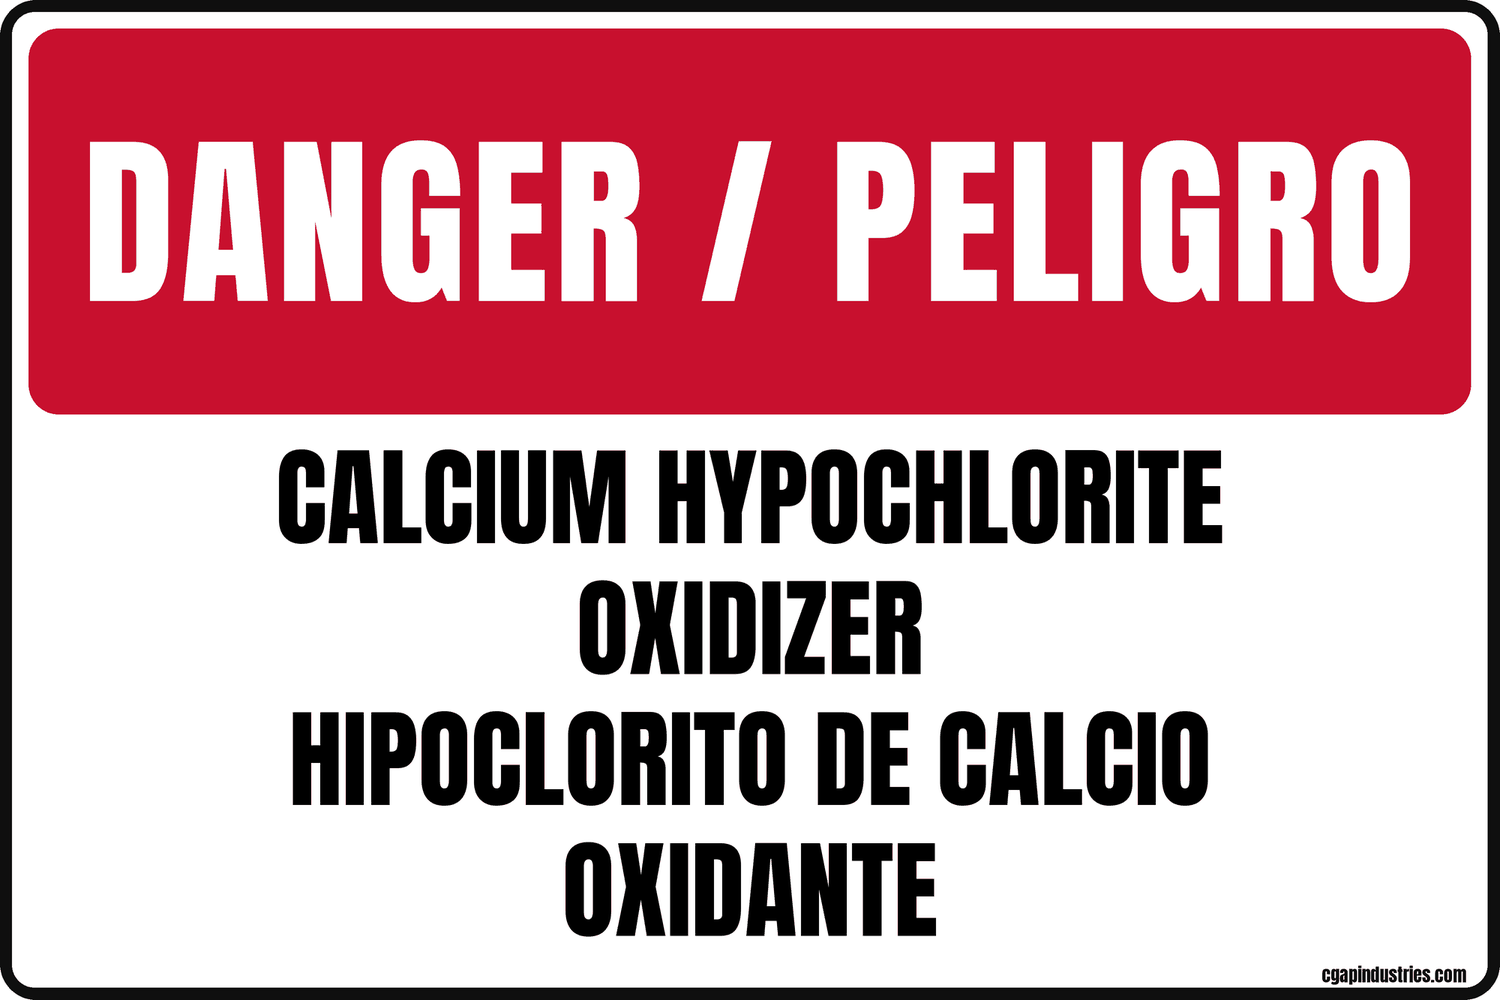 DANGER / PELIGRO
CALCIUM HYPOCHLORITE
OXIDIZER
HIPOCLORITO DE CALCIO
OXIDANTE
cgapindustries.com